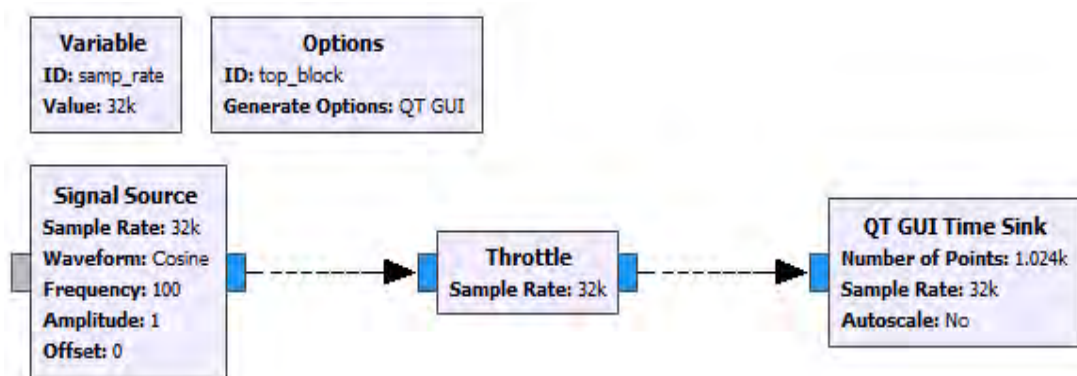 Variable
ID: samp_rate
Value: 32k
Options
ID: top_block
Generate Options: QT GUI
Signal Source
Sample Rate: 32k
Waveform: Cosine
Frequency: 100
Amplitude: 1
Offset: 0
Throttle
Sample Rate: 32k
QT GUI Time Sink
Number of Points: 1.024k
Sample Rate: 32k
Autoscale: No